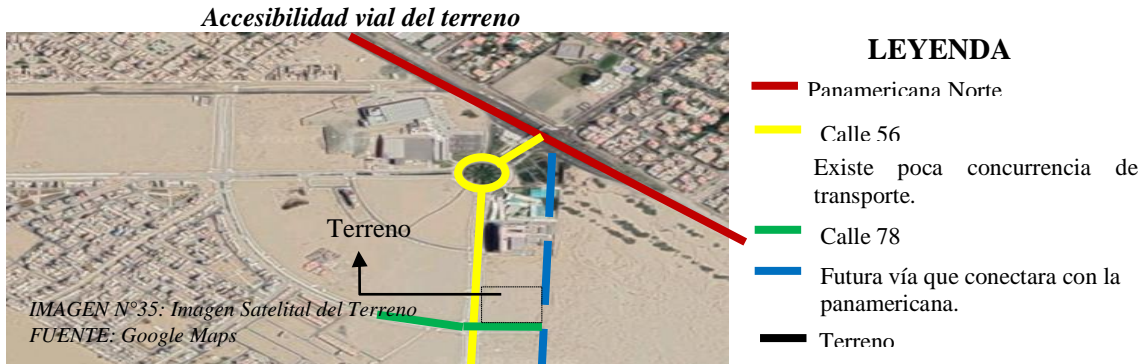 Accesibilidad vial del terreno
Terreno
IMAGEN N°35: Imagen Satelital del Terreno
FUENTE: Google Maps
LEYENDA
Panamericana Norte
Calle 56
Existe poca concurrencia de
transporte.
Calle 78
Futura vía que conectara con la
panamericana.
Terreno